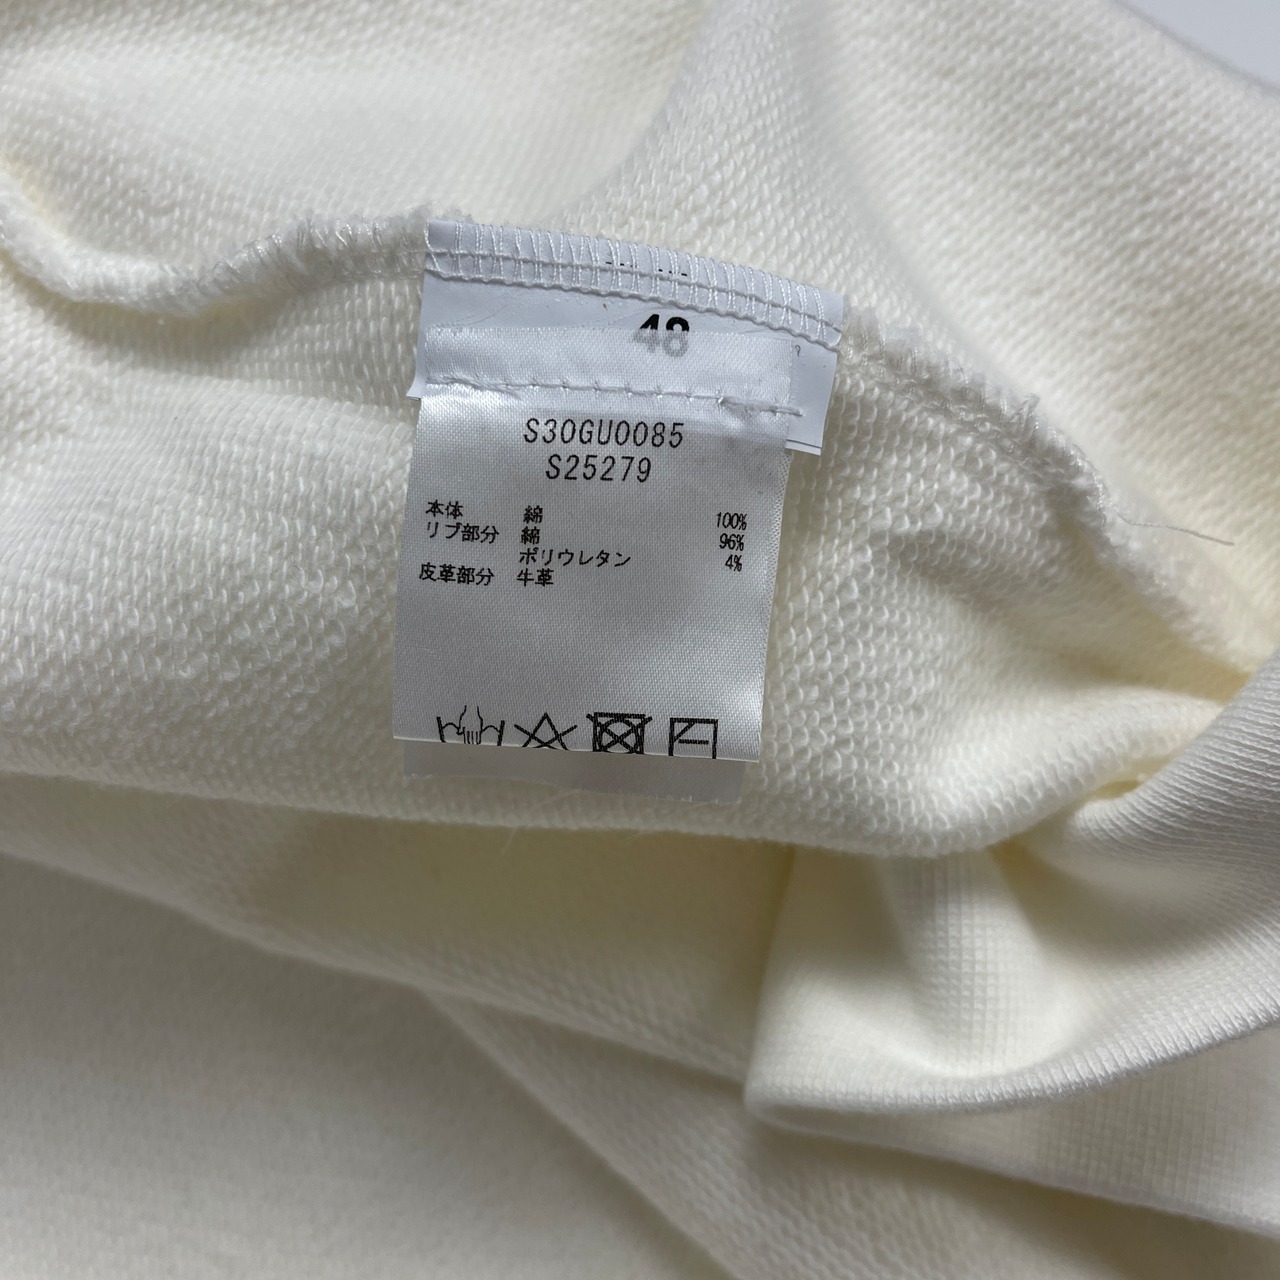 48
S30GU0085
S25279
本体 綿 100%
リブ部分 綿 96%
ポリウレタン 4%
皮革部分 牛革